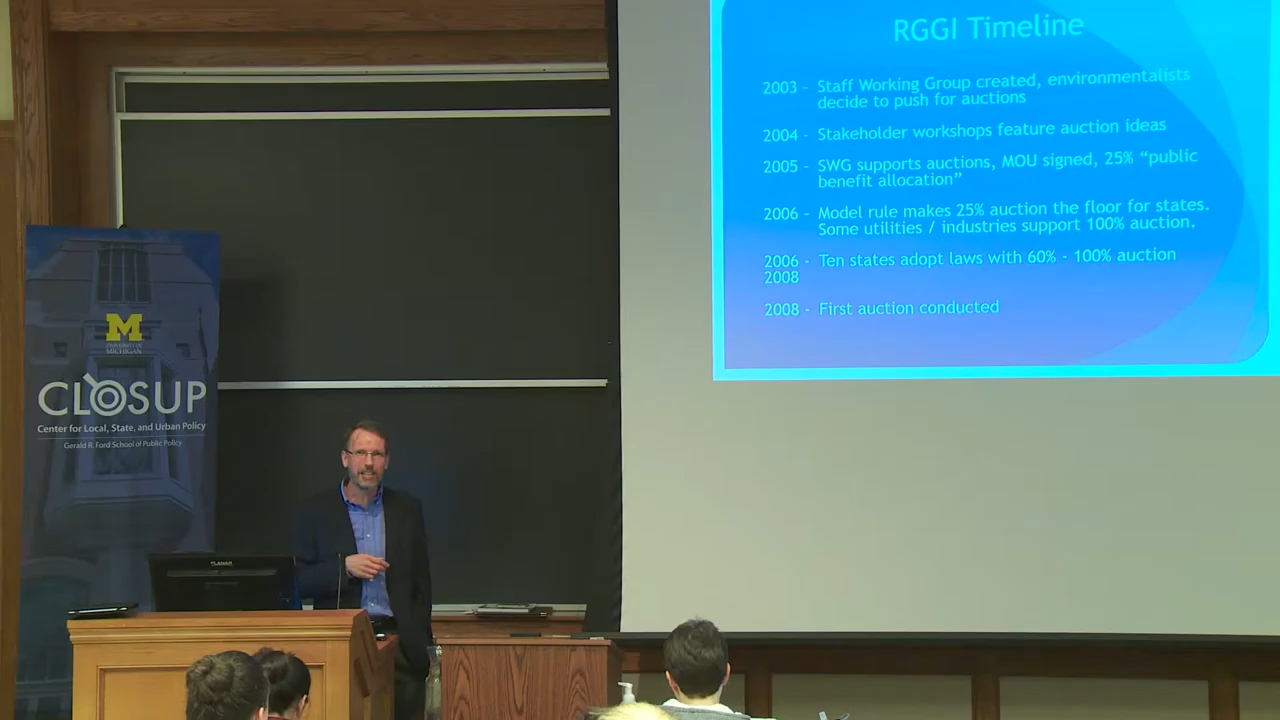 RGGI Timeline
2003 - Staff Working Group created, environmentalists
decide to push for auctions
2004 - Stakeholder workshops feature auction ideas
2005 - SWG supports auctions, MOU signed, 25% “public
benefit allocation”
2006 - Model rule makes 25% auction the floor for states.
Some utilities / industries support 100% auction.
2006 - Ten states adopt laws with 60% - 100% auction
2008
2008 - First auction conducted
M
UNIVERSITY OF
MICHIGAN
CLOSUP
Center for Local, State, and Urban Policy
Gerald R. Ford School of Public Policy
PLANAR